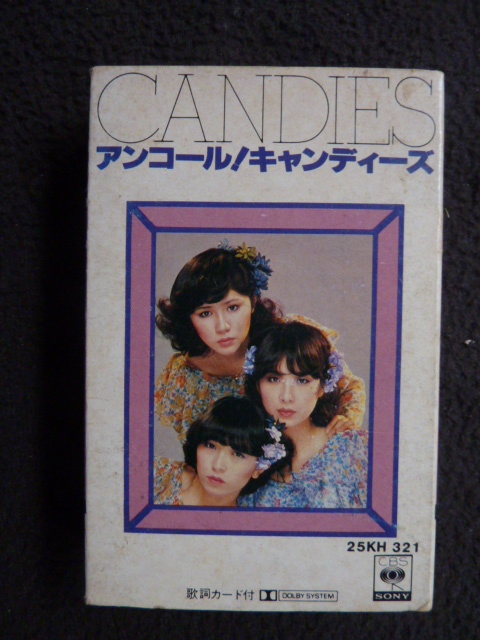 CANDIES
アンコール!キャンディーズ
25KH 321
CBS
SONY
歌詞カード付 DOLBY SYSTEM